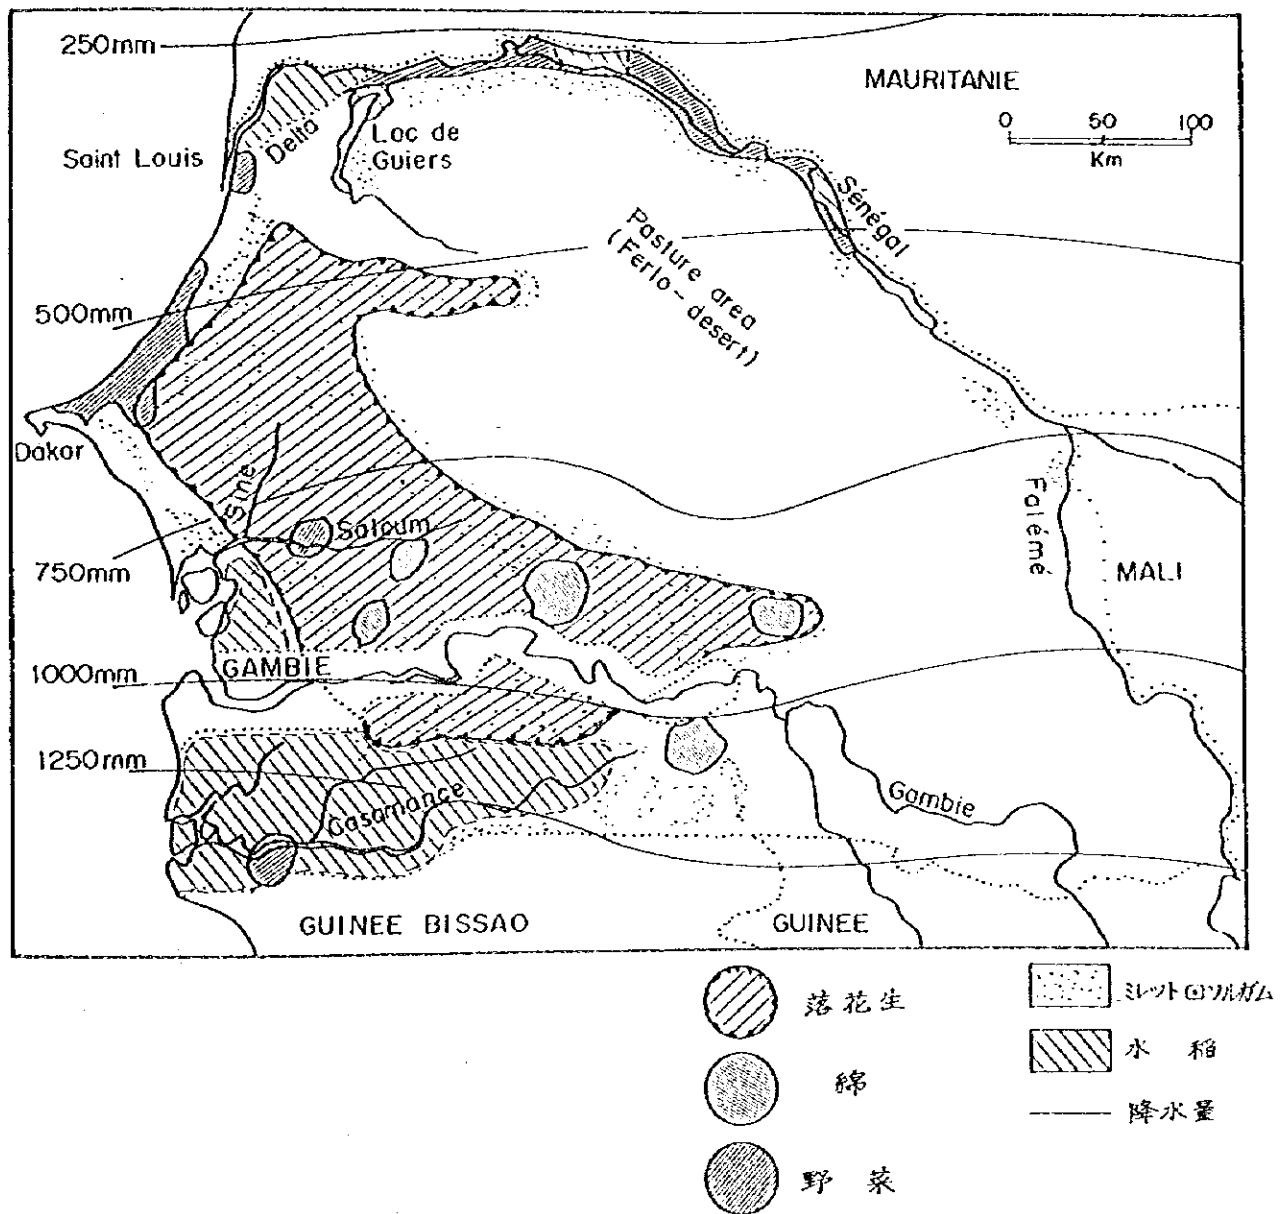 250mm
MAURITANIE
0 50 100
Km
Saint Louis
Delta
Lac de
Guiers
Sénégal
Pasture area
(Ferlo-desert)
500mm
Dakar
Sine
Saloum
Falémé
750mm
MALI
GAMBIE
1000mm
1250mm
Casamance
Gambie
GUINEE BISSAO
GUINEE
落花生
ミレット⊡ソルガム
綿
水稲
降水量
野菜